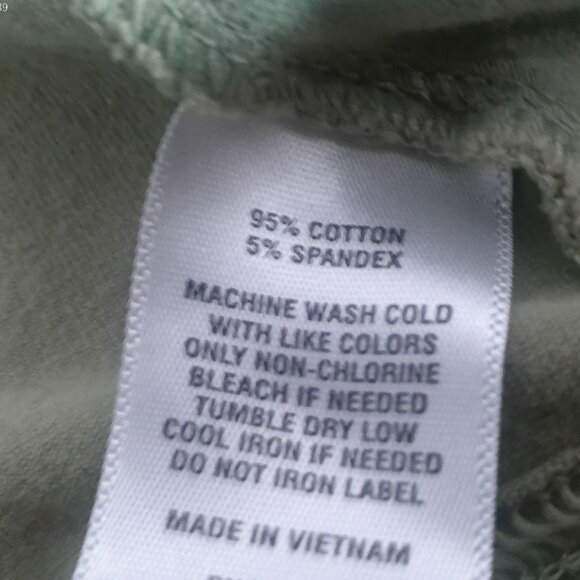 95% COTTON
5% SPANDEX
MACHINE WASH COLD
WITH LIKE COLORS
ONLY NON-CHLORINE
BLEACH IF NEEDED
TUMBLE DRY LOW
COOL IRON IF NEEDED
DO NOT IRON LABEL
MADE IN VIETNAM